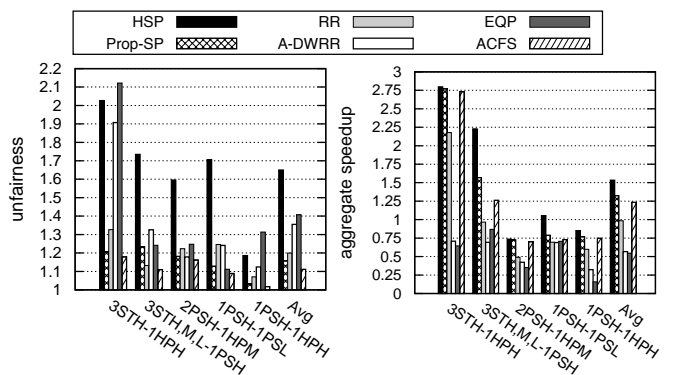 HSP RR EQP
Prop-SP A-DWRR ACFS
unfairness
2.2
2.1
2
1.9
1.8
1.7
1.6
1.5
1.4
1.3
1.2
1.1
1
3STH-1HPH
3STH,M,L-1PSH
2PSH-1HPM
1PSH-1PSL
1PSH-1HPH
Avg
aggregate speedup
3
2.75
2.5
2.25
2
1.75
1.5
1.25
1
0.75
0.5
0.25
0
3STH-1HPH
3STH,M,L-1PSH
2PSH-1HPM
1PSH-1PSL
1PSH-1HPH
Avg